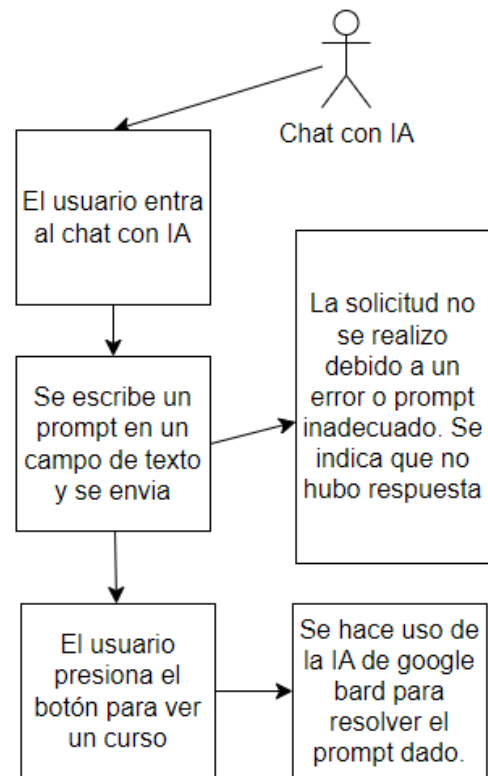 Chat con IA
El usuario entra
al chat con IA
La solicitud no
se realizo
debido a un
error o prompt
inadecuado. Se
indica que no
hubo respuesta
Se escribe un
prompt en un
campo de texto
y se envia
El usuario
presiona el
botón para ver
un curso
Se hace uso de
la IA de google
bard para
resolver el
prompt dado.